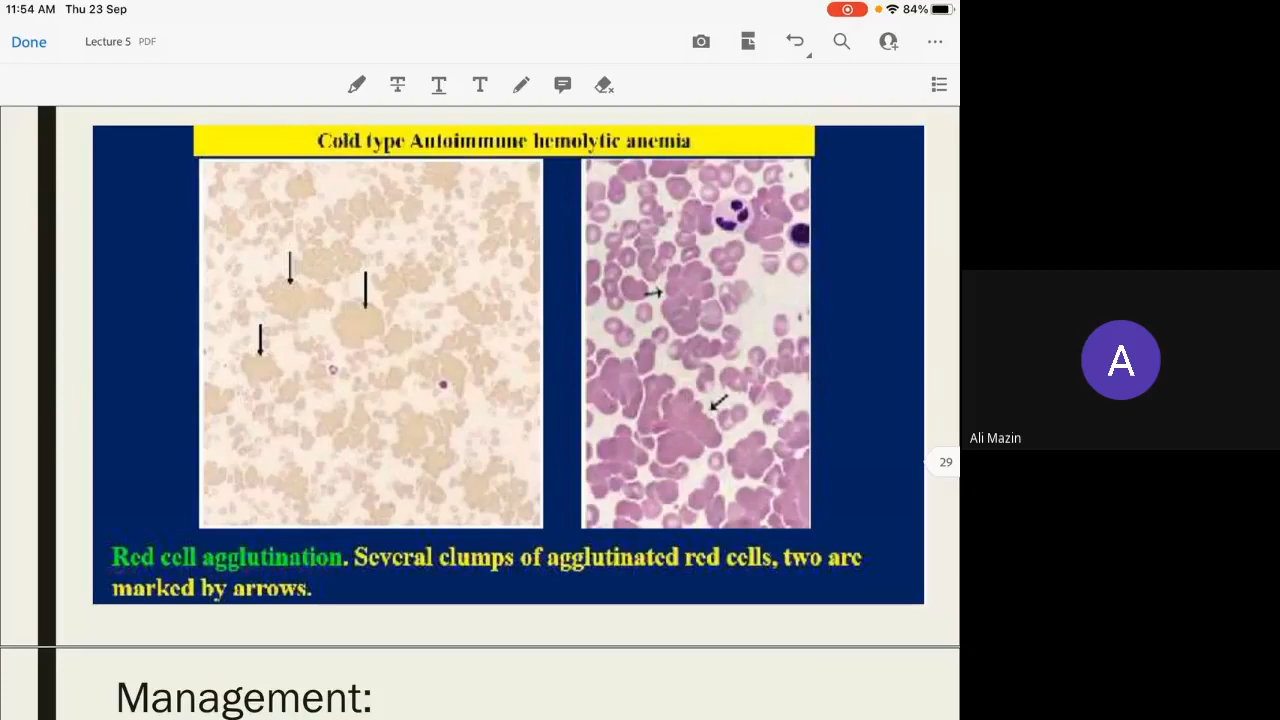 11:54 AM Thu 23 Sep
84%
Done
Lecture 5 PDF
Cold type Autoimmune hemolytic anemia
29
Red cell agglutination. Several clumps of agglutinated red cells, two are
marked by arrows.
Management:
A
Ali Mazin